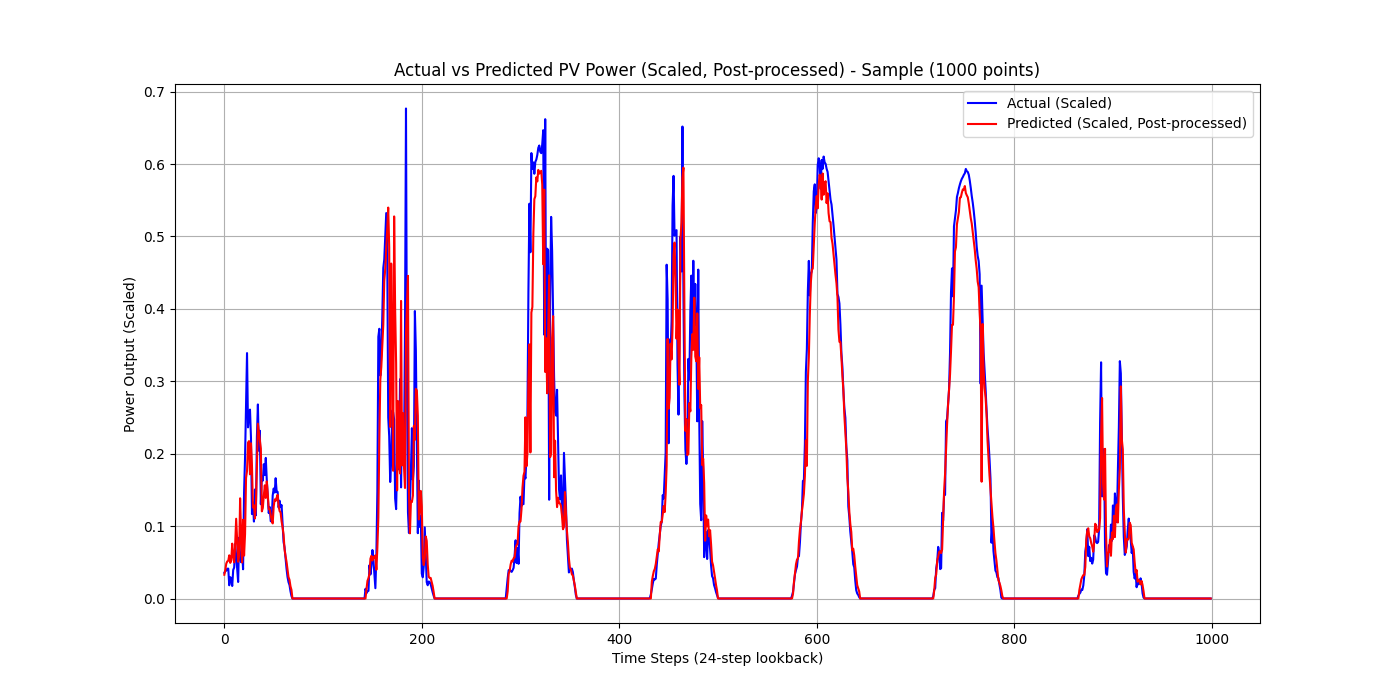 Actual vs Predicted PV Power (Scaled, Post-processed) - Sample (1000 points)
Actual (Scaled)
Predicted (Scaled, Post-processed)
Power Output (Scaled)
0.7
0.6
0.5
0.4
0.3
0.2
0.1
0.0
0 200 400 600 800 1000
Time Steps (24-step lookback)